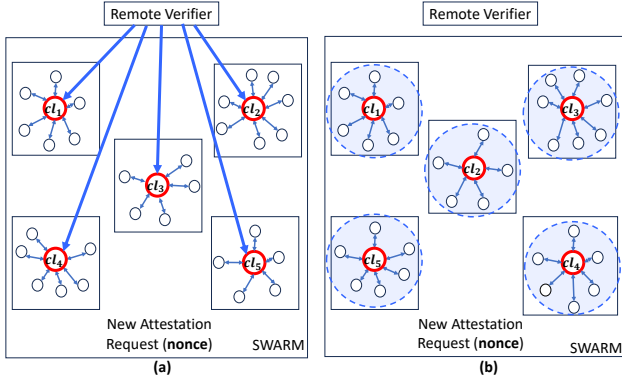 Remote Verifier
cl1
cl2
cl3
cl4
cl5
New Attestation
Request (nonce)
SWARM
(a)
Remote Verifier
cl1
cl3
cl2
cl5
cl4
New Attestation
Request (nonce)
SWARM
(b)